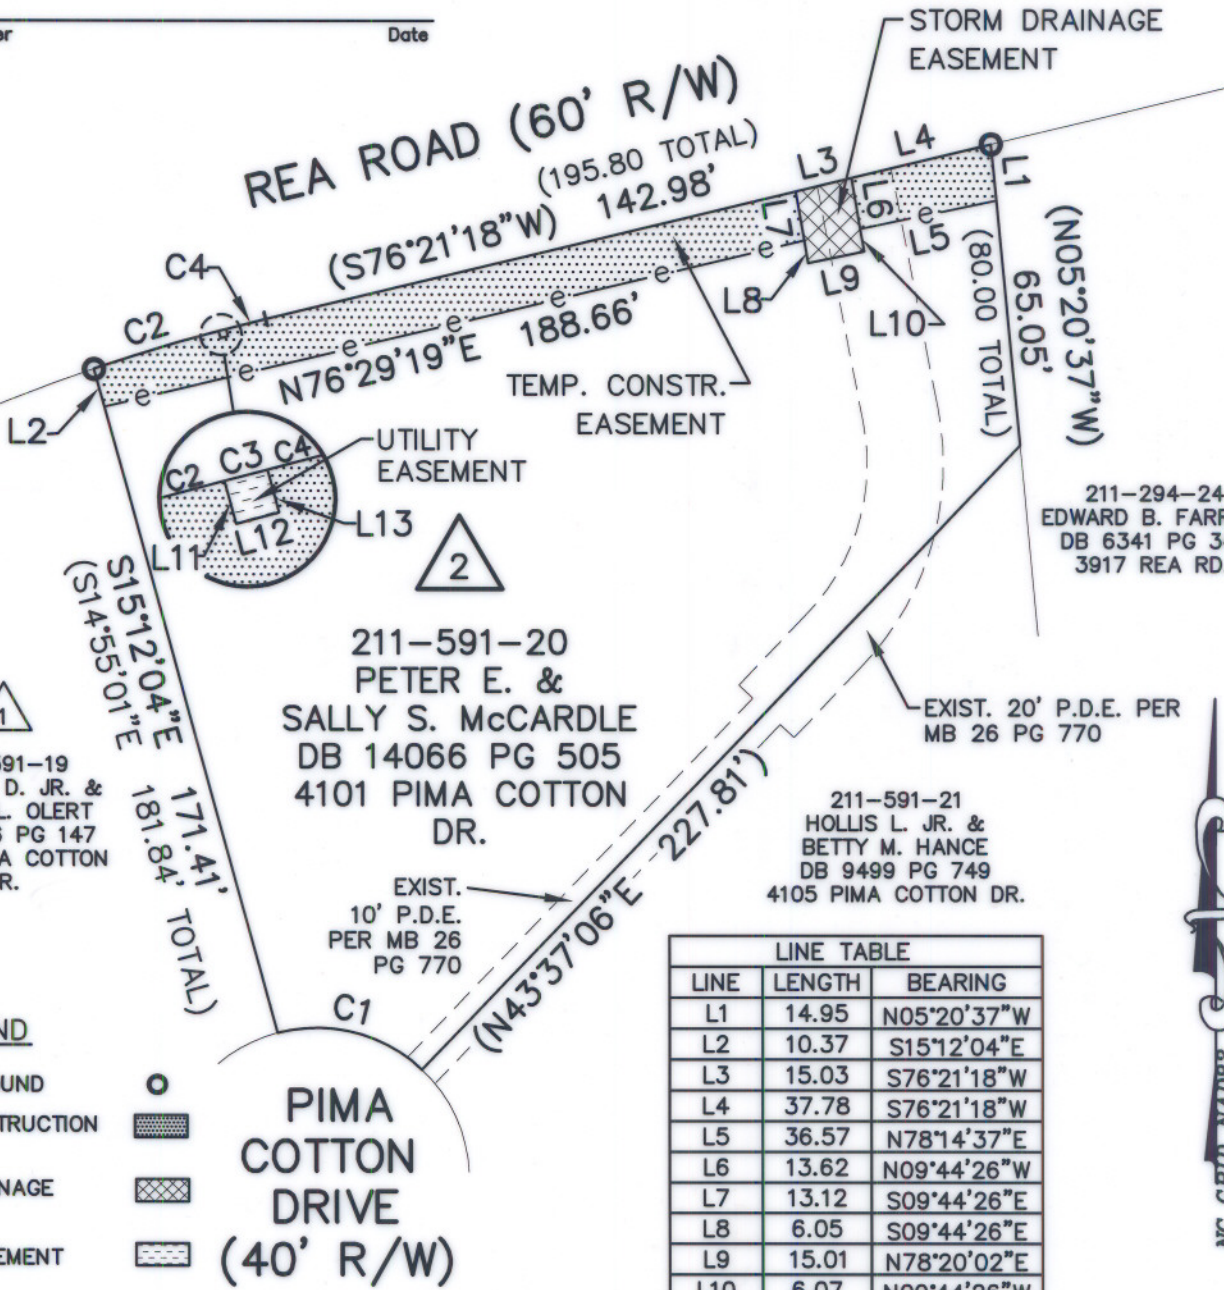 Date
STORM DRAINAGE
EASEMENT
REA ROAD (60' R/W)
(195.80 TOTAL)
(S76°21'18"W) 142.98'
L3
L4
L1
L7
L6
L5
L8
L9
L10
C4
C2
e e e e e e e e
N76°29'19"E 188.66'
TEMP. CONSTR.
EASEMENT
L2
(N05°20'37"W)
65.05'
(80.00 TOTAL)
UTILITY
EASEMENT
C2 C3 C4
L11
L12
L13
2
211-591-20
PETER E. &
SALLY S. McCARDLE
DB 14066 PG 505
4101 PIMA COTTON
DR.
211-294-24
EDWARD B.
DB 6341 PG
3917 REA RD
S15°12'04"E 171.41'
(S14°55'01"E 181.84' TOTAL)
1
591-19
D. JR. &
L. OLERT
PG 147
COTTON
EXIST. 20' P.D.E. PER
MB 26 PG 770
211-591-21
HOLLIS L. JR. &
BETTY M. HANCE
DB 9499 PG 749
4105 PIMA COTTON DR.
EXIST.
10' P.D.E.
PER MB 26
PG 770
(N43°37'06"E 227.81')
C1
PIMA
COTTON
DRIVE
(40' R/W)
LINE TABLE
LINE LENGTH BEARING
L1 14.95 N05°20'37"W
L2 10.37 S15°12'04"E
L3 15.03 S76°21'18"W
L4 37.78 S76°21'18"W
L5 36.57 N78°14'37"E
L6 13.62 N09°44'26"W
L7 13.12 S09°44'26"E
L8 6.05 S09°44'26"E
L9 15.01 N78°20'02"E
L10 6.07 N09°44'26"W